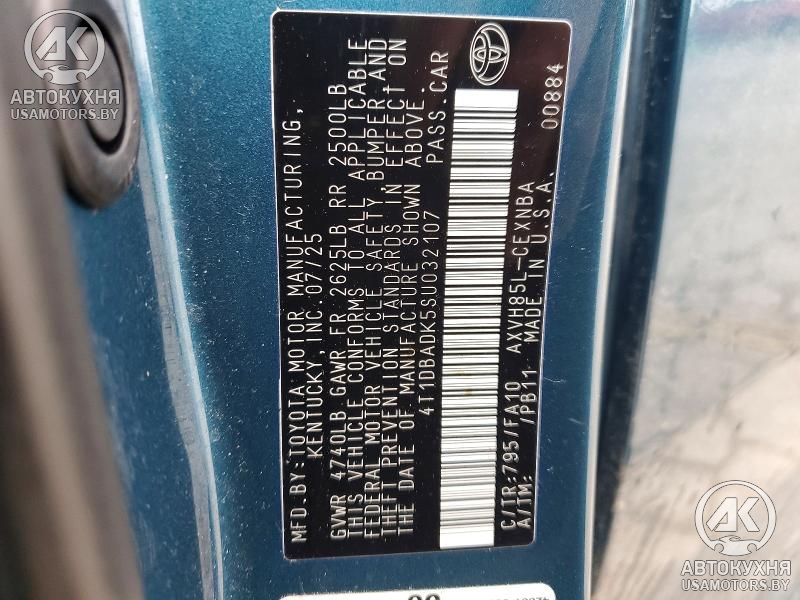 AK
АВТОКУХНЯ
USAMOTORS.BY
MFD. BY: TOYOTA MOTOR MANUFACTURING,
KENTUCKY, INC. 07/25
GVWR 4740LB GAWR FR 2625LB RR 2500LB
THIS VEHICLE CONFORMS TO ALL APPLICABLE
FEDERAL MOTOR VEHICLE SAFETY, BUMPER AND
THEFT PREVENTION STANDARDS IN EFFECT ON
THE DATE OF MANUFACTURE SHOWN ABOVE.
4T1DBADK5SU032107 PASS.CAR
C/TR:795/FA10 AXVH85L-CEXNBA
A/TM: /PB11- MADE IN U.S.A. 00884
AK
АВТОКУХНЯ
USAMOTORS.BY